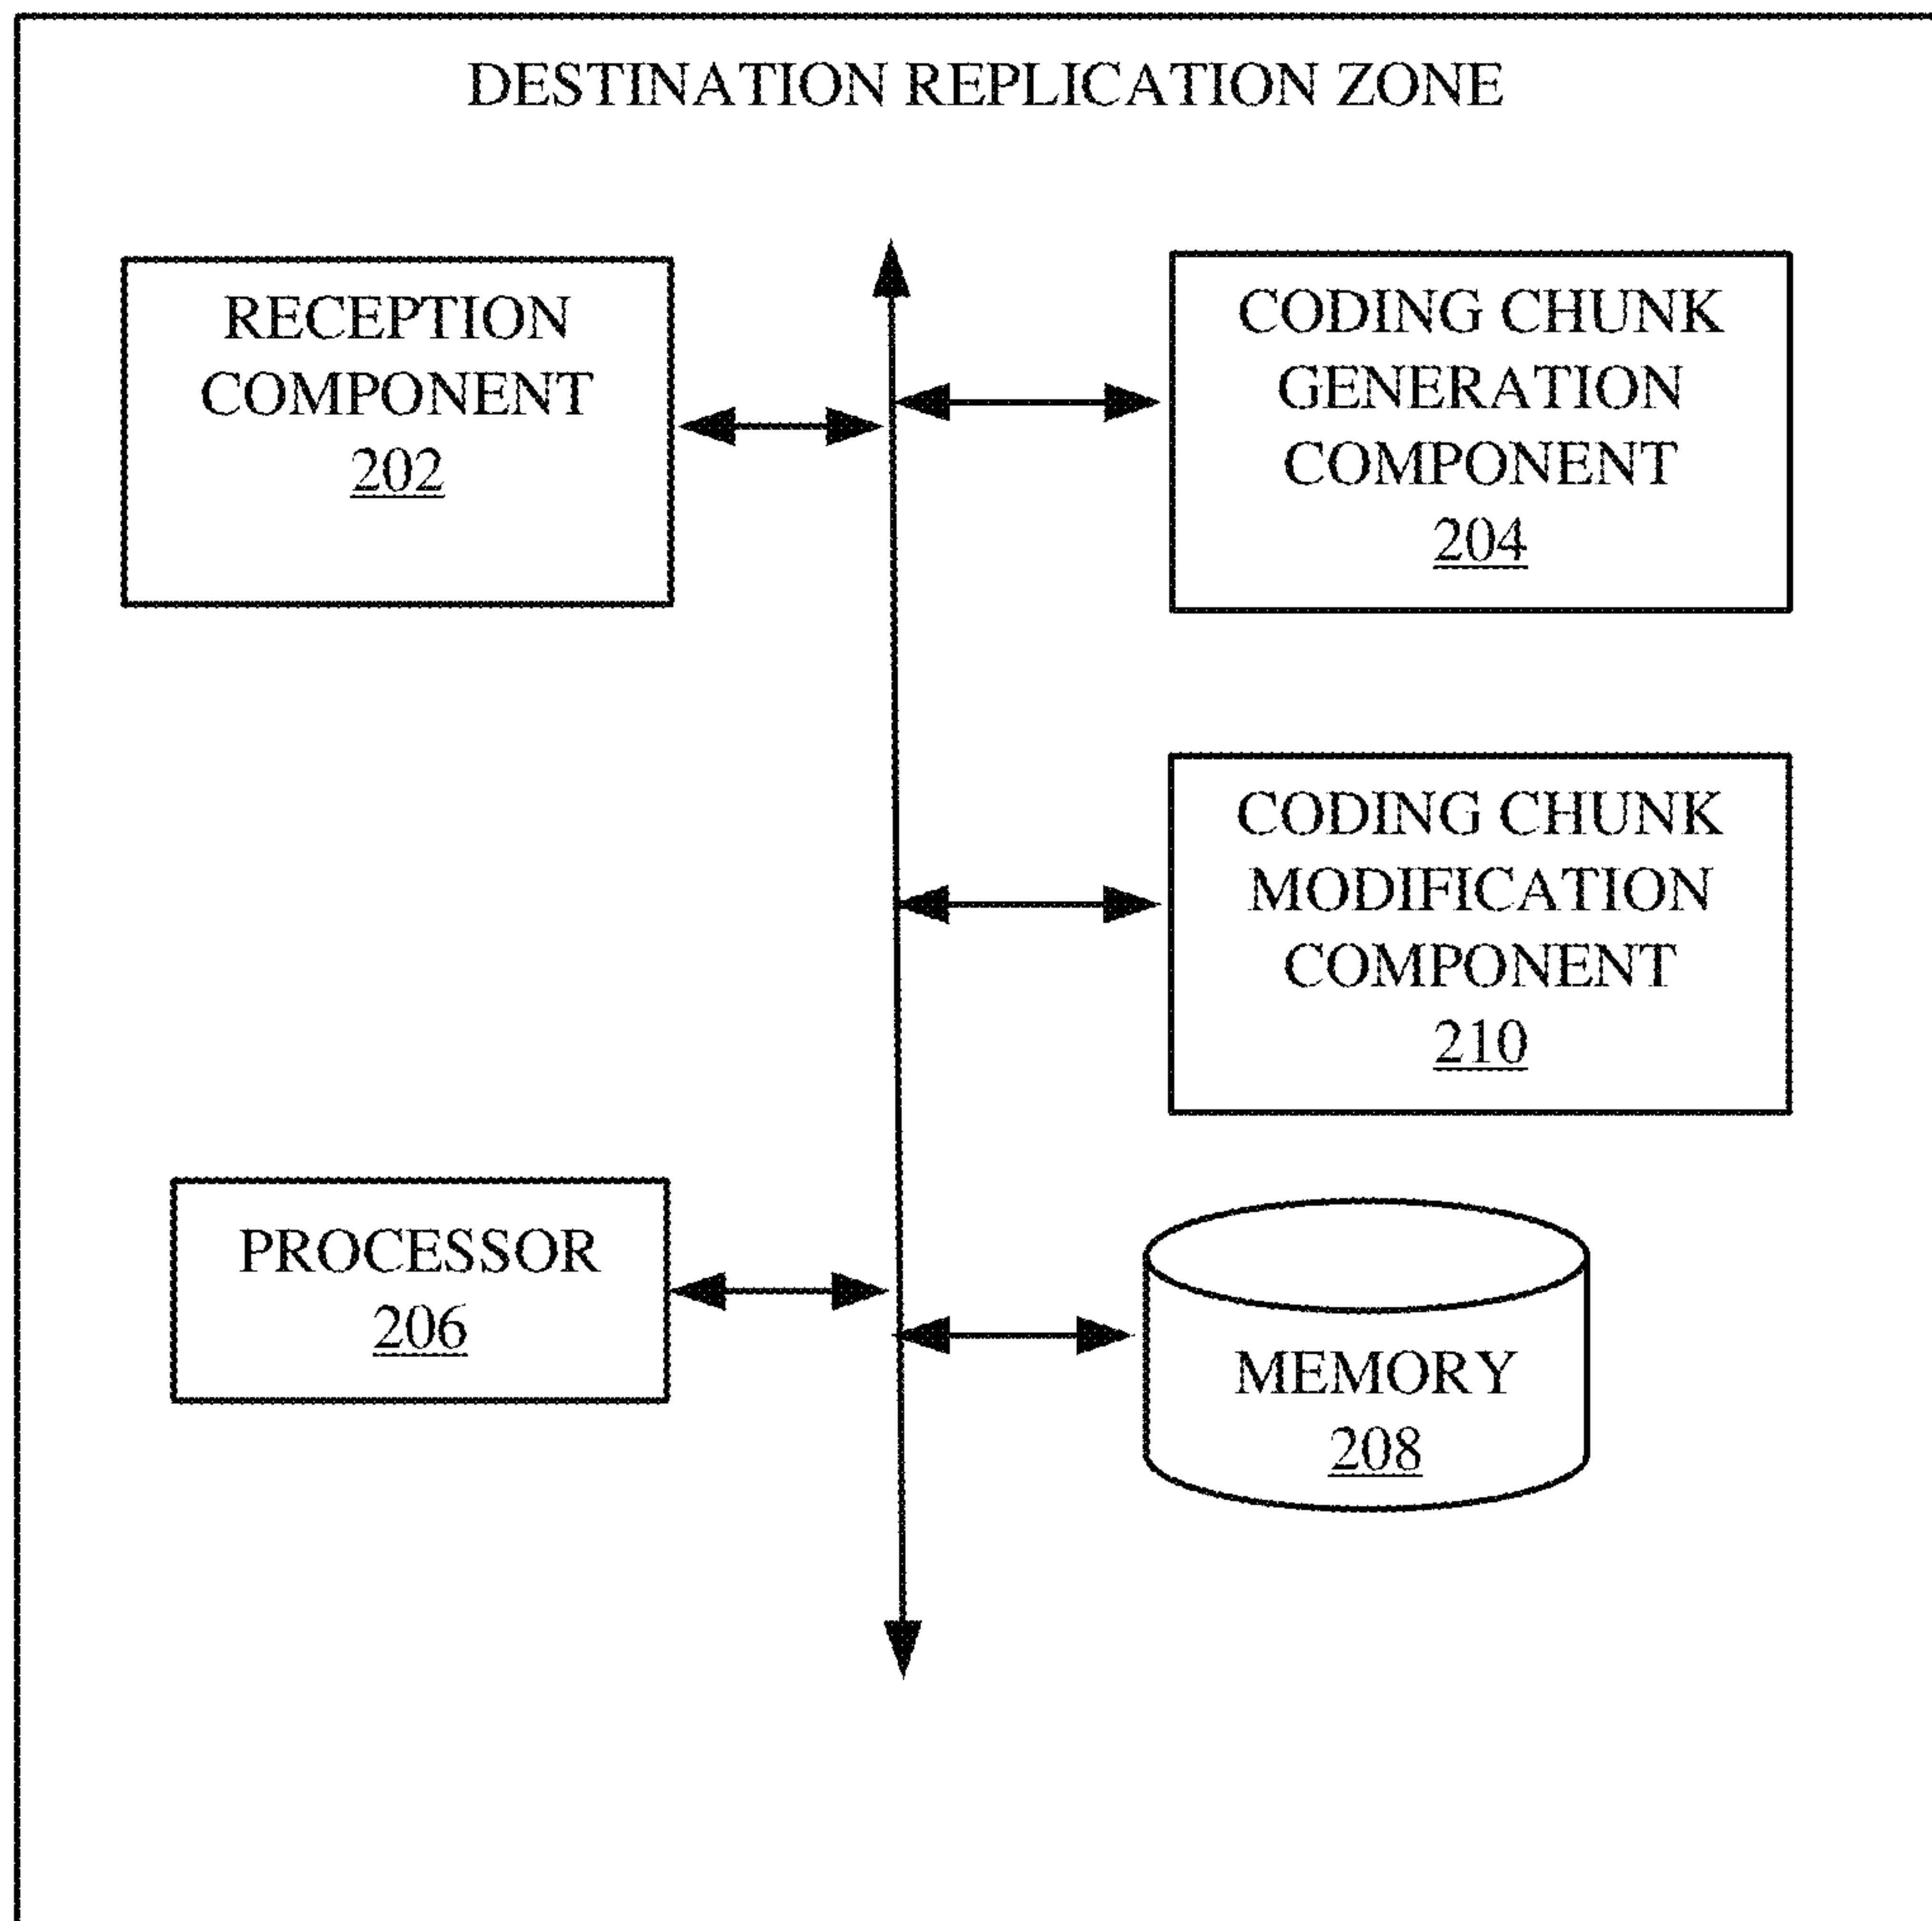 DESTINATION REPLICATION ZONE
RECEPTION
COMPONENT
202
CODING CHUNK
GENERATION
COMPONENT
204
CODING CHUNK
MODIFICATION
COMPONENT
210
PROCESSOR
206
MEMORY
208